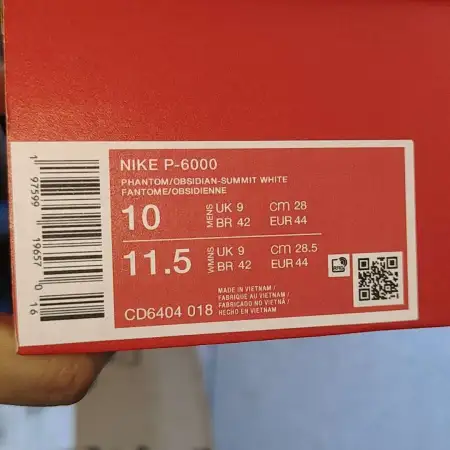 NIKE P-6000
PHANTOM/OBSIDIAN-SUMMIT WHITE
FANTOME/OBSIDIENNE
10 MENS UK 9 CM 28
BR 42 EUR 44
11.5 WMNS UK 9 CM 28.5
BR 42 EUR 44
MADE IN VIETNAM /
FABRIQUÉ AU VIETNAM /
FABRICADO NO VIETNÃ /
HECHO EN VIETNAM
CD6404 018
1 97599 19657 0 16